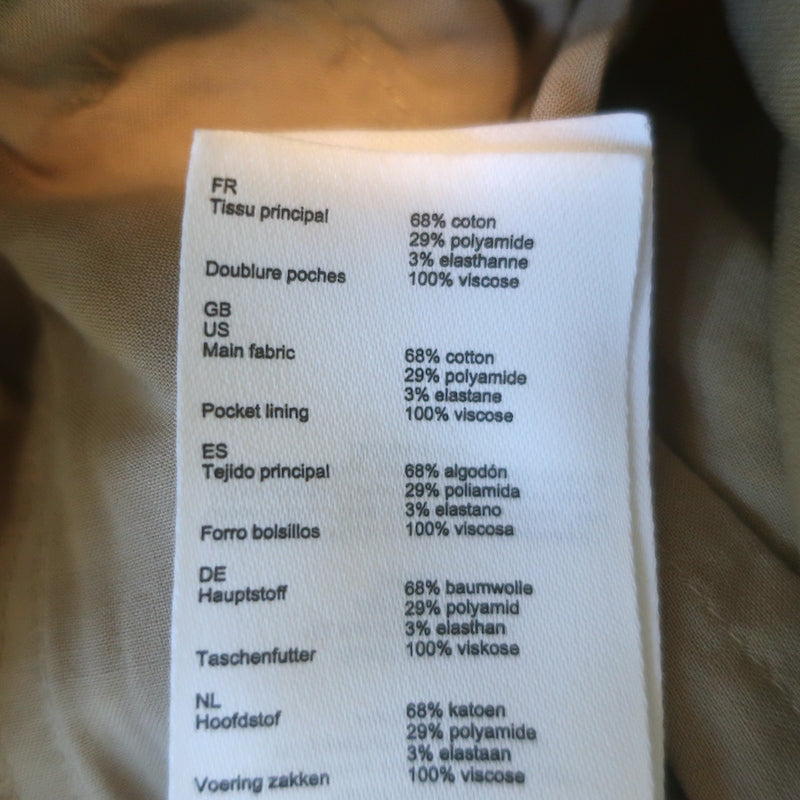 FR
Tissu principal 68% coton
29% polyamide
3% elasthanne
Doublure poches 100% viscose
GB
US
Main fabric 68% cotton
29% polyamide
3% elastane
Pocket lining 100% viscose
ES
Tejido principal 68% algodón
29% poliamida
3% elastano
Forro bolsillos 100% viscosa
DE
Hauptstoff 68% baumwolle
29% polyamid
3% elasthan
Taschenfutter 100% viskose
NL
Hoofdstof 68% katoen
29% polyamide
3% elastaan
Voering zakken 100% viscose